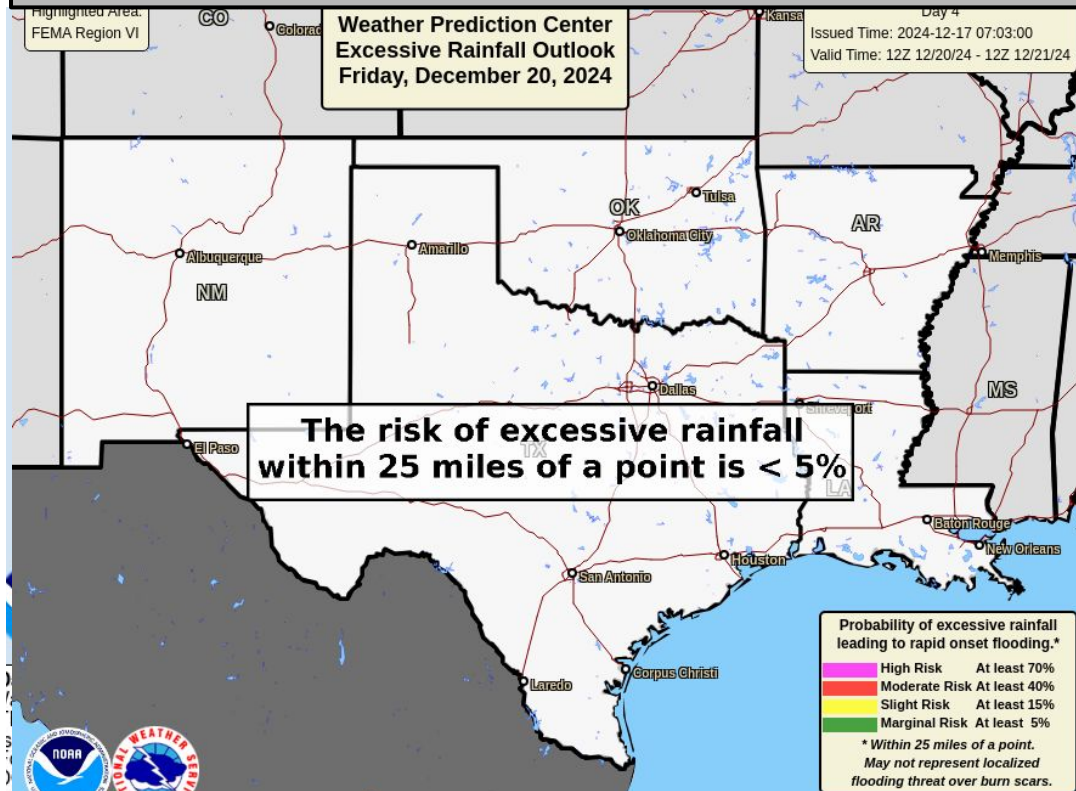 Highlighted Area:
FEMA Region VI
Weather Prediction Center
Excessive Rainfall Outlook
Friday, December 20, 2024
Day 4
Issued Time: 2024-12-17 07:03:00
Valid Time: 12Z 12/20/24 - 12Z 12/21/24
CO
Colorad
Kansa
Tulsa
OK
Oklahoma City
AR
Amarillo
Albuquerque
Memphis
NM
Dallas
MS
Shreveport
The risk of excessive rainfall
within 25 miles of a point is < 5%
El Paso
TX
LA
Baton Rouge
New Orleans
Houston
San Antonio
Laredo
Corpus Christi
Probability of excessive rainfall
leading to rapid onset flooding.*
High Risk At least 70%
Moderate Risk At least 40%
Slight Risk At least 15%
Marginal Risk At least 5%
* Within 25 miles of a point.
May not represent localized
flooding threat over burn scars.
NOAA